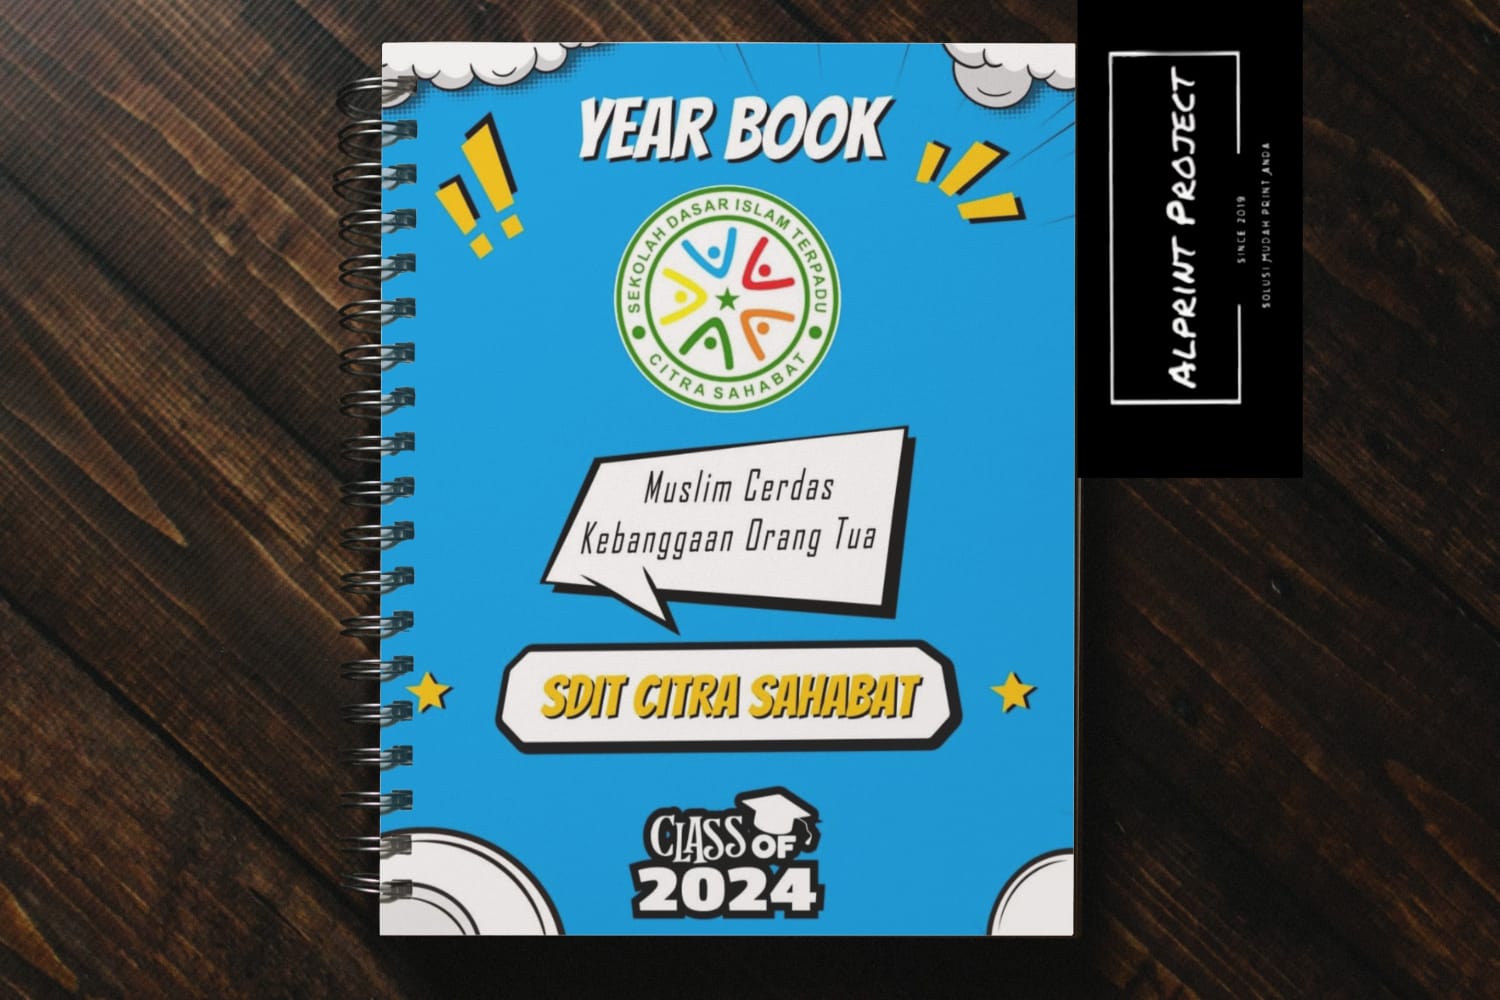 YEAR BOOK
SEKOLAH DASAR ISLAM TERPADU
CITRA SAHABAT
Muslim Cerdas
Kebanggaan Orang Tua
SDIT CITRA SAHABAT
CLASS OF
2024
ALPRINT PROJECT
SINCE 2019
SOLUSI MUDAH PRINT ANDA